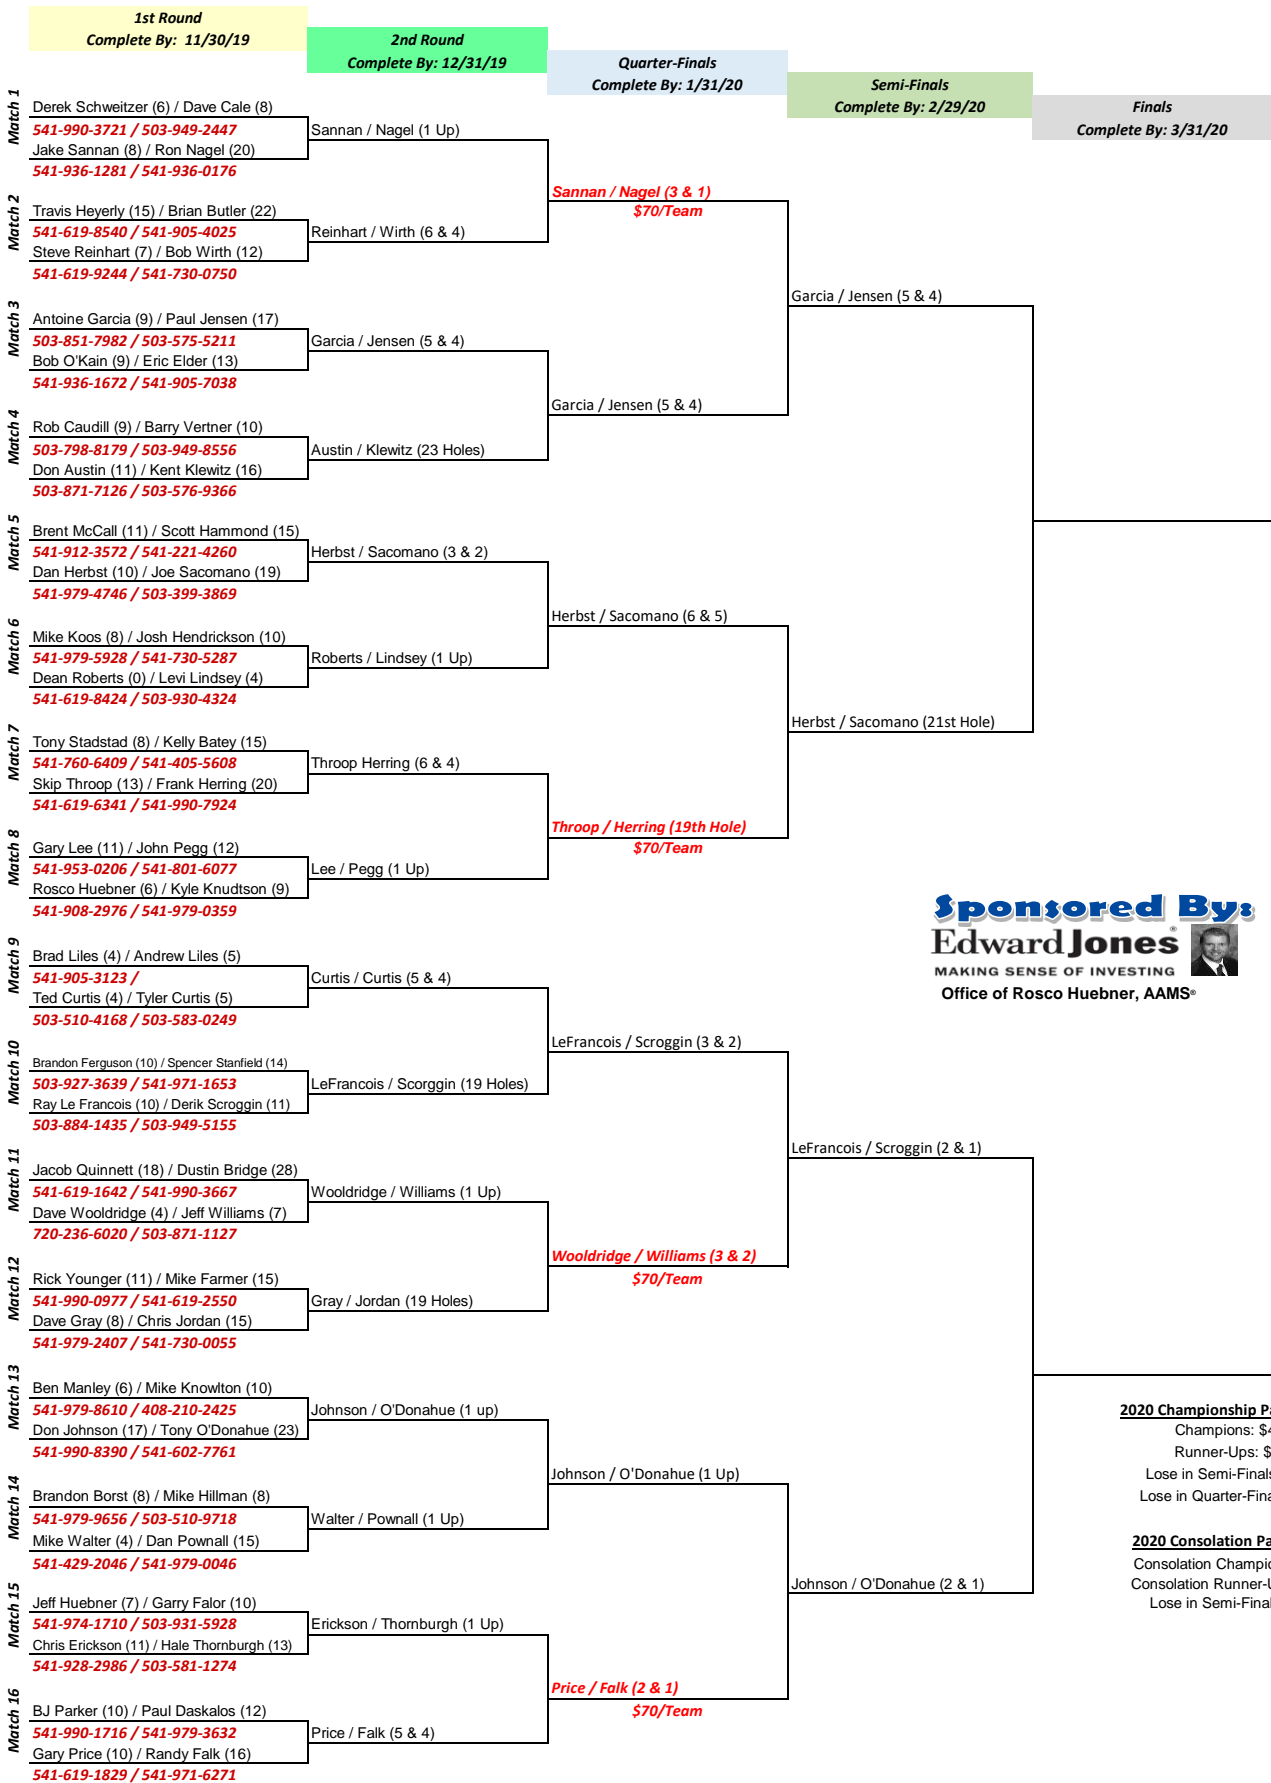 1st Round
Complete By: 11/30/19
2nd Round
Complete By: 12/31/19
Quarter-Finals
Complete By: 1/31/20
Semi-Finals
Complete By: 2/29/20
Finals
Complete By: 3/31/20
Match 1
Derek Schweitzer (6) / Dave Cale (8)
541-990-3721 / 503-949-2447
Jake Sannan (8) / Ron Nagel (20)
541-936-1281 / 541-936-0176
Sannan / Nagel (1 Up)
Sannan / Nagel (3 & 1)
$70/Team
Match 2
Travis Heyerly (15) / Brian Butler (22)
541-619-8540 / 541-905-4025
Steve Reinhart (7) / Bob Wirth (12)
541-619-9244 / 541-730-0750
Reinhart / Wirth (6 & 4)
Garcia / Jensen (5 & 4)
Match 3
Antoine Garcia (9) / Paul Jensen (17)
503-851-7982 / 503-575-5211
Bob O'Kain (9) / Eric Elder (13)
541-936-1672 / 541-905-7038
Garcia / Jensen (5 & 4)
Garcia / Jensen (5 & 4)
Match 4
Rob Caudill (9) / Barry Vertner (10)
503-798-8179 / 503-949-8556
Don Austin (11) / Kent Klewitz (16)
503-871-7126 / 503-576-9366
Austin / Klewitz (23 Holes)
Match 5
Brent McCall (11) / Scott Hammond (15)
541-912-3572 / 541-221-4260
Dan Herbst (10) / Joe Sacomano (19)
541-979-4746 / 503-399-3869
Herbst / Sacomano (3 & 2)
Herbst / Sacomano (6 & 5)
Match 6
Mike Koos (8) / Josh Hendrickson (10)
541-979-5928 / 541-730-5287
Dean Roberts (0) / Levi Lindsey (4)
541-619-8424 / 503-930-4324
Roberts / Lindsey (1 Up)
Herbst / Sacomano (21st Hole)
Match 7
Tony Stadstad (8) / Kelly Batey (15)
541-760-6409 / 541-405-5608
Skip Throop (13) / Frank Herring (20)
541-619-6341 / 541-990-7924
Throop Herring (6 & 4)
Throop / Herring (19th Hole)
$70/Team
Match 8
Gary Lee (11) / John Pegg (12)
541-953-0206 / 541-801-6077
Rosco Huebner (6) / Kyle Knudtson (9)
541-908-2976 / 541-979-0359
Lee / Pegg (1 Up)
Sponsored By:
Edward Jones®
MAKING SENSE OF INVESTING
Office of Rosco Huebner, AAMS®
Match 9
Brad Liles (4) / Andrew Liles (5)
541-905-3123 /
Ted Curtis (4) / Tyler Curtis (5)
503-510-4168 / 503-583-0249
Curtis / Curtis (5 & 4)
LeFrancois / Scroggin (3 & 2)
Match 10
Brandon Ferguson (10) / Spencer Stanfield (14)
503-927-3639 / 541-971-1653
Ray Le Francois (10) / Derik Scroggin (11)
503-884-1435 / 503-949-5155
LeFrancois / Scorggin (19 Holes)
LeFrancois / Scroggin (2 & 1)
Match 11
Jacob Quinnett (18) / Dustin Bridge (28)
541-619-1642 / 541-990-3667
Dave Wooldridge (4) / Jeff Williams (7)
720-236-6020 / 503-871-1127
Wooldridge / Williams (1 Up)
Wooldridge / Williams (3 & 2)
$70/Team
Match 12
Rick Younger (11) / Mike Farmer (15)
541-990-0977 / 541-619-2550
Dave Gray (8) / Chris Jordan (15)
541-979-2407 / 541-730-0055
Gray / Jordan (19 Holes)
Match 13
Ben Manley (6) / Mike Knowlton (10)
541-979-8610 / 408-210-2425
Don Johnson (17) / Tony O'Donahue (23)
541-990-8390 / 541-602-7761
Johnson / O'Donahue (1 up)
Johnson / O'Donahue (1 Up)
Match 14
Brandon Borst (8) / Mike Hillman (8)
541-979-9656 / 503-510-9718
Mike Walter (4) / Dan Pownall (15)
541-429-2046 / 541-979-0046
Walter / Pownall (1 Up)
Johnson / O'Donahue (2 & 1)
Match 15
Jeff Huebner (7) / Garry Falor (10)
541-974-1710 / 503-931-5928
Chris Erickson (11) / Hale Thornburgh (13)
541-928-2986 / 503-581-1274
Erickson / Thornburgh (1 Up)
Price / Falk (2 & 1)
$70/Team
Match 16
BJ Parker (10) / Paul Daskalos (12)
541-990-1716 / 541-979-3632
Gary Price (10) / Randy Falk (16)
541-619-1829 / 541-971-6271
Price / Falk (5 & 4)
2020 Championship Pa
Champions: $4
Runner-Ups: $
Lose in Semi-Finals
Lose in Quarter-Fina
2020 Consolation Pa
Consolation Champio
Consolation Runner-U
Lose in Semi-Final